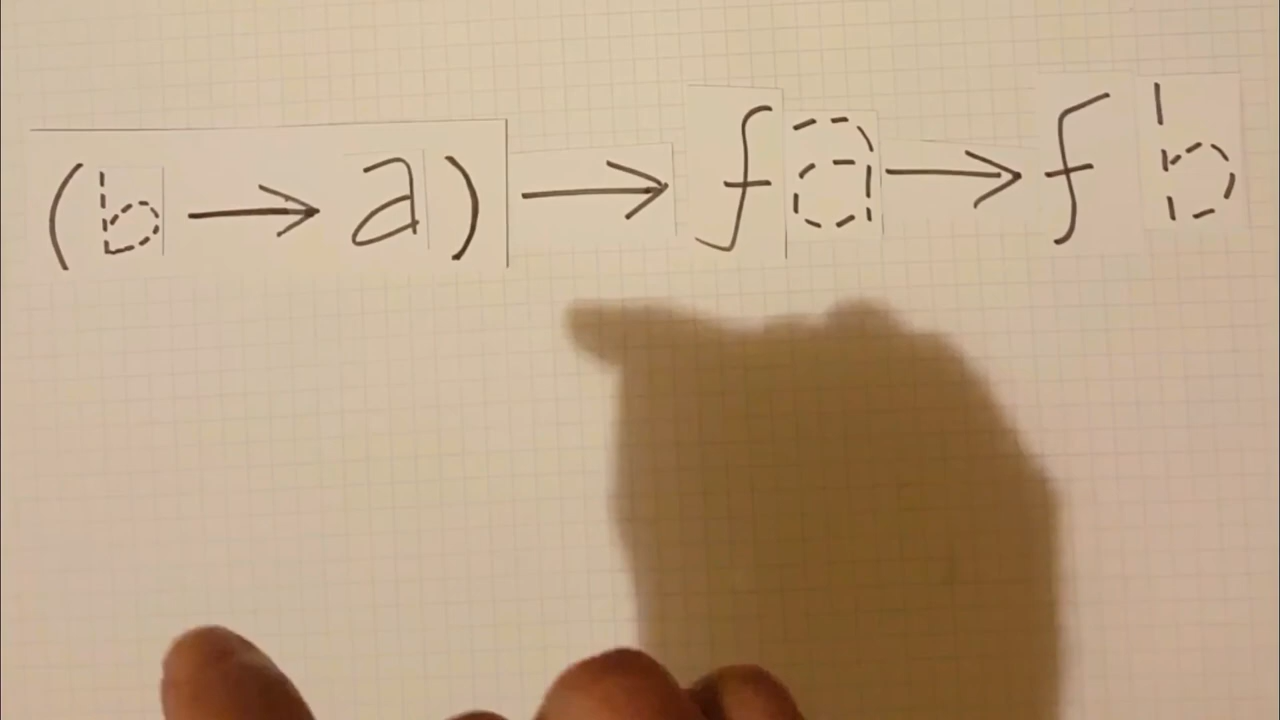 (b → a) → f a → f b